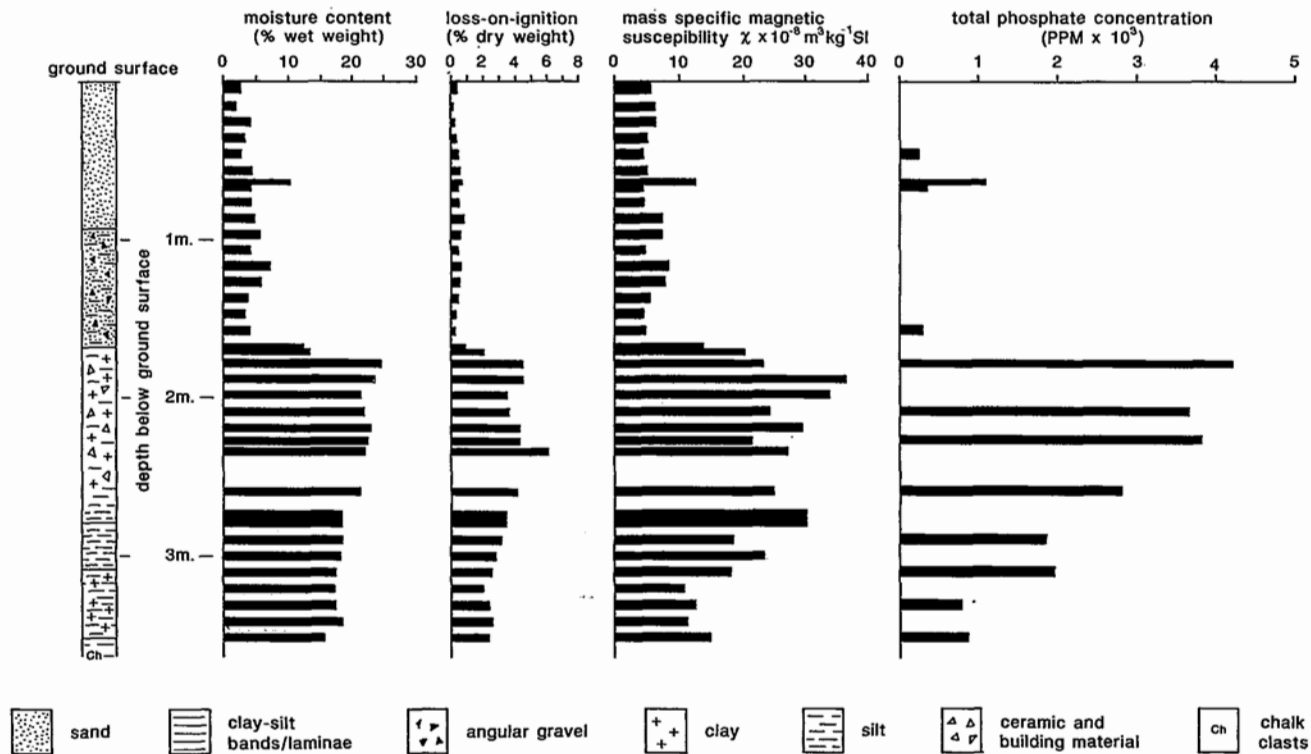 moisture content
(% wet weight)
loss-on-ignition
(% dry weight)
mass specific magnetic
suscepibility χ x10⁻⁸ m³kg⁻¹SI
total phosphate concentration
(PPM x 10³)
ground surface
0 10 20 30
0 2 4 6 8
0 10 20 30 40
0 1 2 3 4 5
depth below ground surface
1m.
2m.
3m.
Ch
sand
clay-silt
bands/laminae
angular gravel
clay
silt
ceramic and
building material
Ch
chalk
clasts